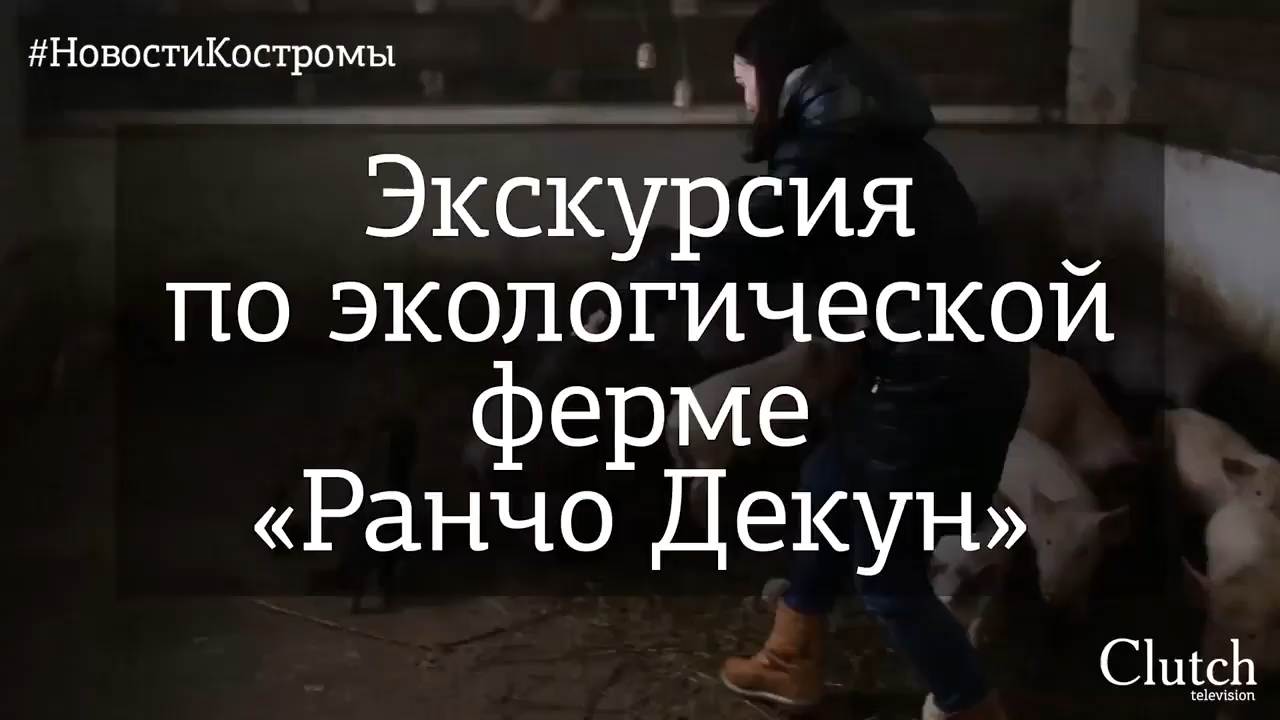 #НовостиКостромы
Экскурсия
по экологической
ферме
«Ранчо Декун»
Clutch
television